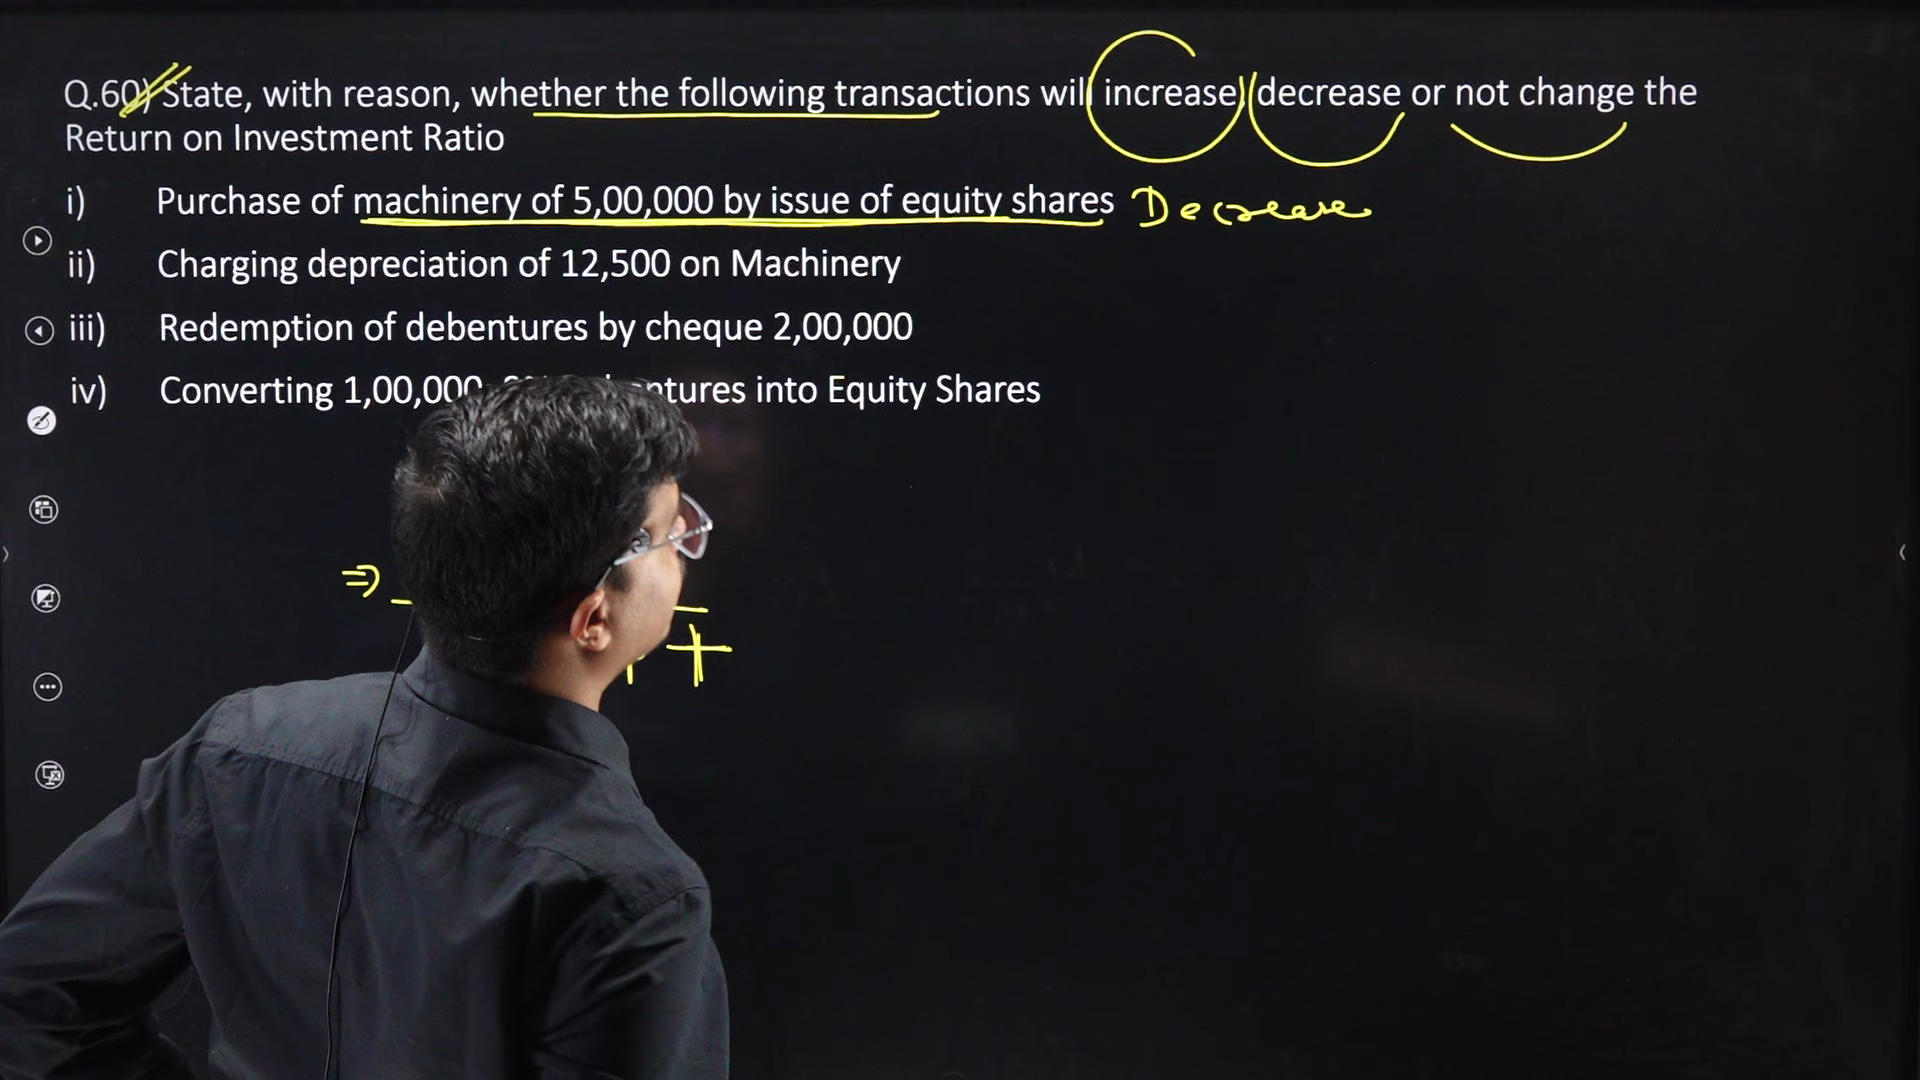 Q.60) State, with reason, whether the following transactions will increase, decrease or not change the
Return on Investment Ratio
i) Purchase of machinery of 5,00,000 by issue of equity shares Decrease
ii) Charging depreciation of 12,500 on Machinery
iii) Redemption of debentures by cheque 2,00,000
iv) Converting 1,00,000 into Equity Shares
⇒
+